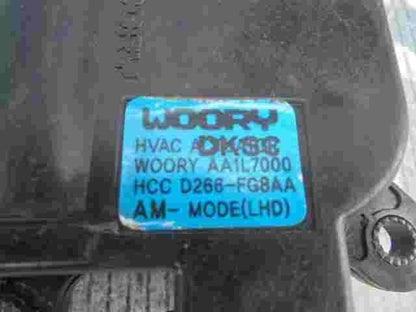 WOORY
HVAC A DKSC
WOORY AA1L7000
HCC D266-FG8AA
AM- MODE(LHD)